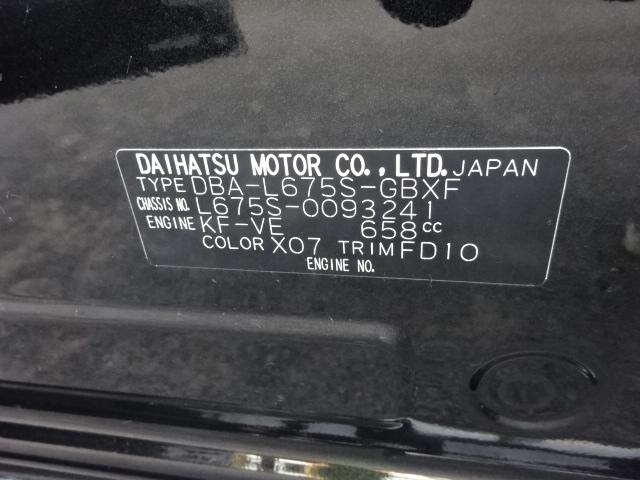 DAIHATSU MOTOR CO., LTD. JAPAN
TYPE DBA-L675S-GBXF
CHASSIS NO. L675S-0093241
ENGINE KF-VE 658cc
COLOR X07 TRIM FD10
ENGINE NO.